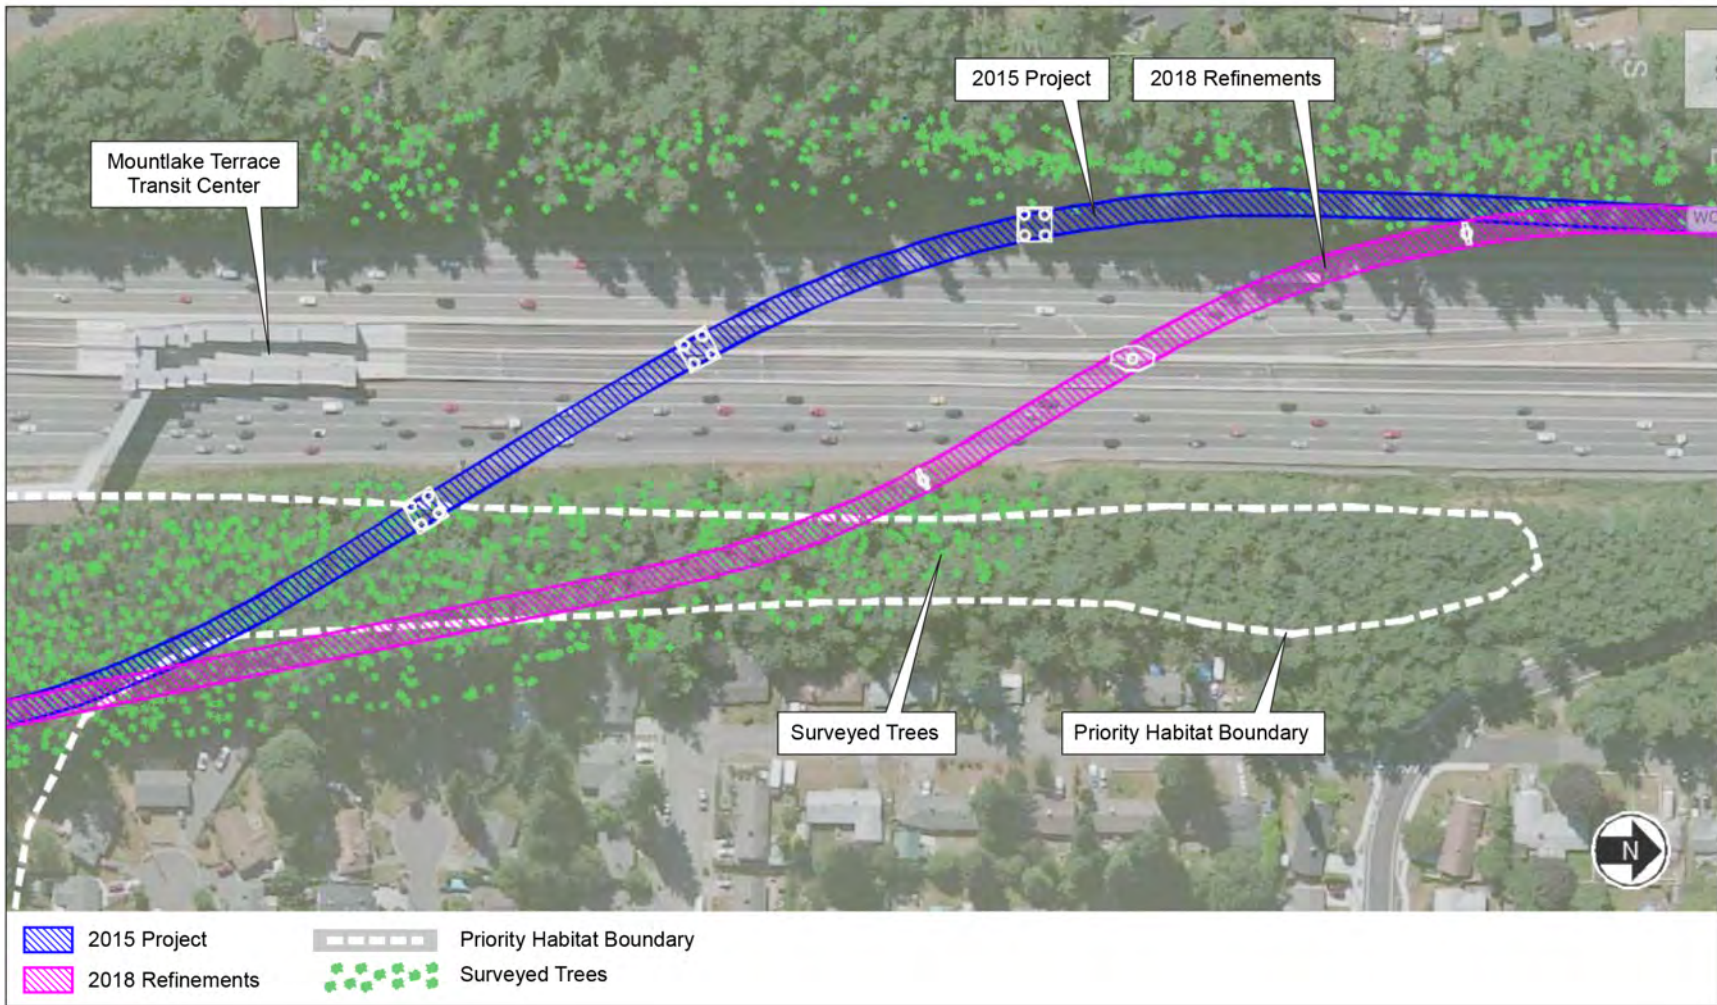 2015 Project
2018 Refinements
Mountlake Terrace
Transit Center
Surveyed Trees
Priority Habitat Boundary
N
2015 Project
Priority Habitat Boundary
2018 Refinements
Surveyed Trees